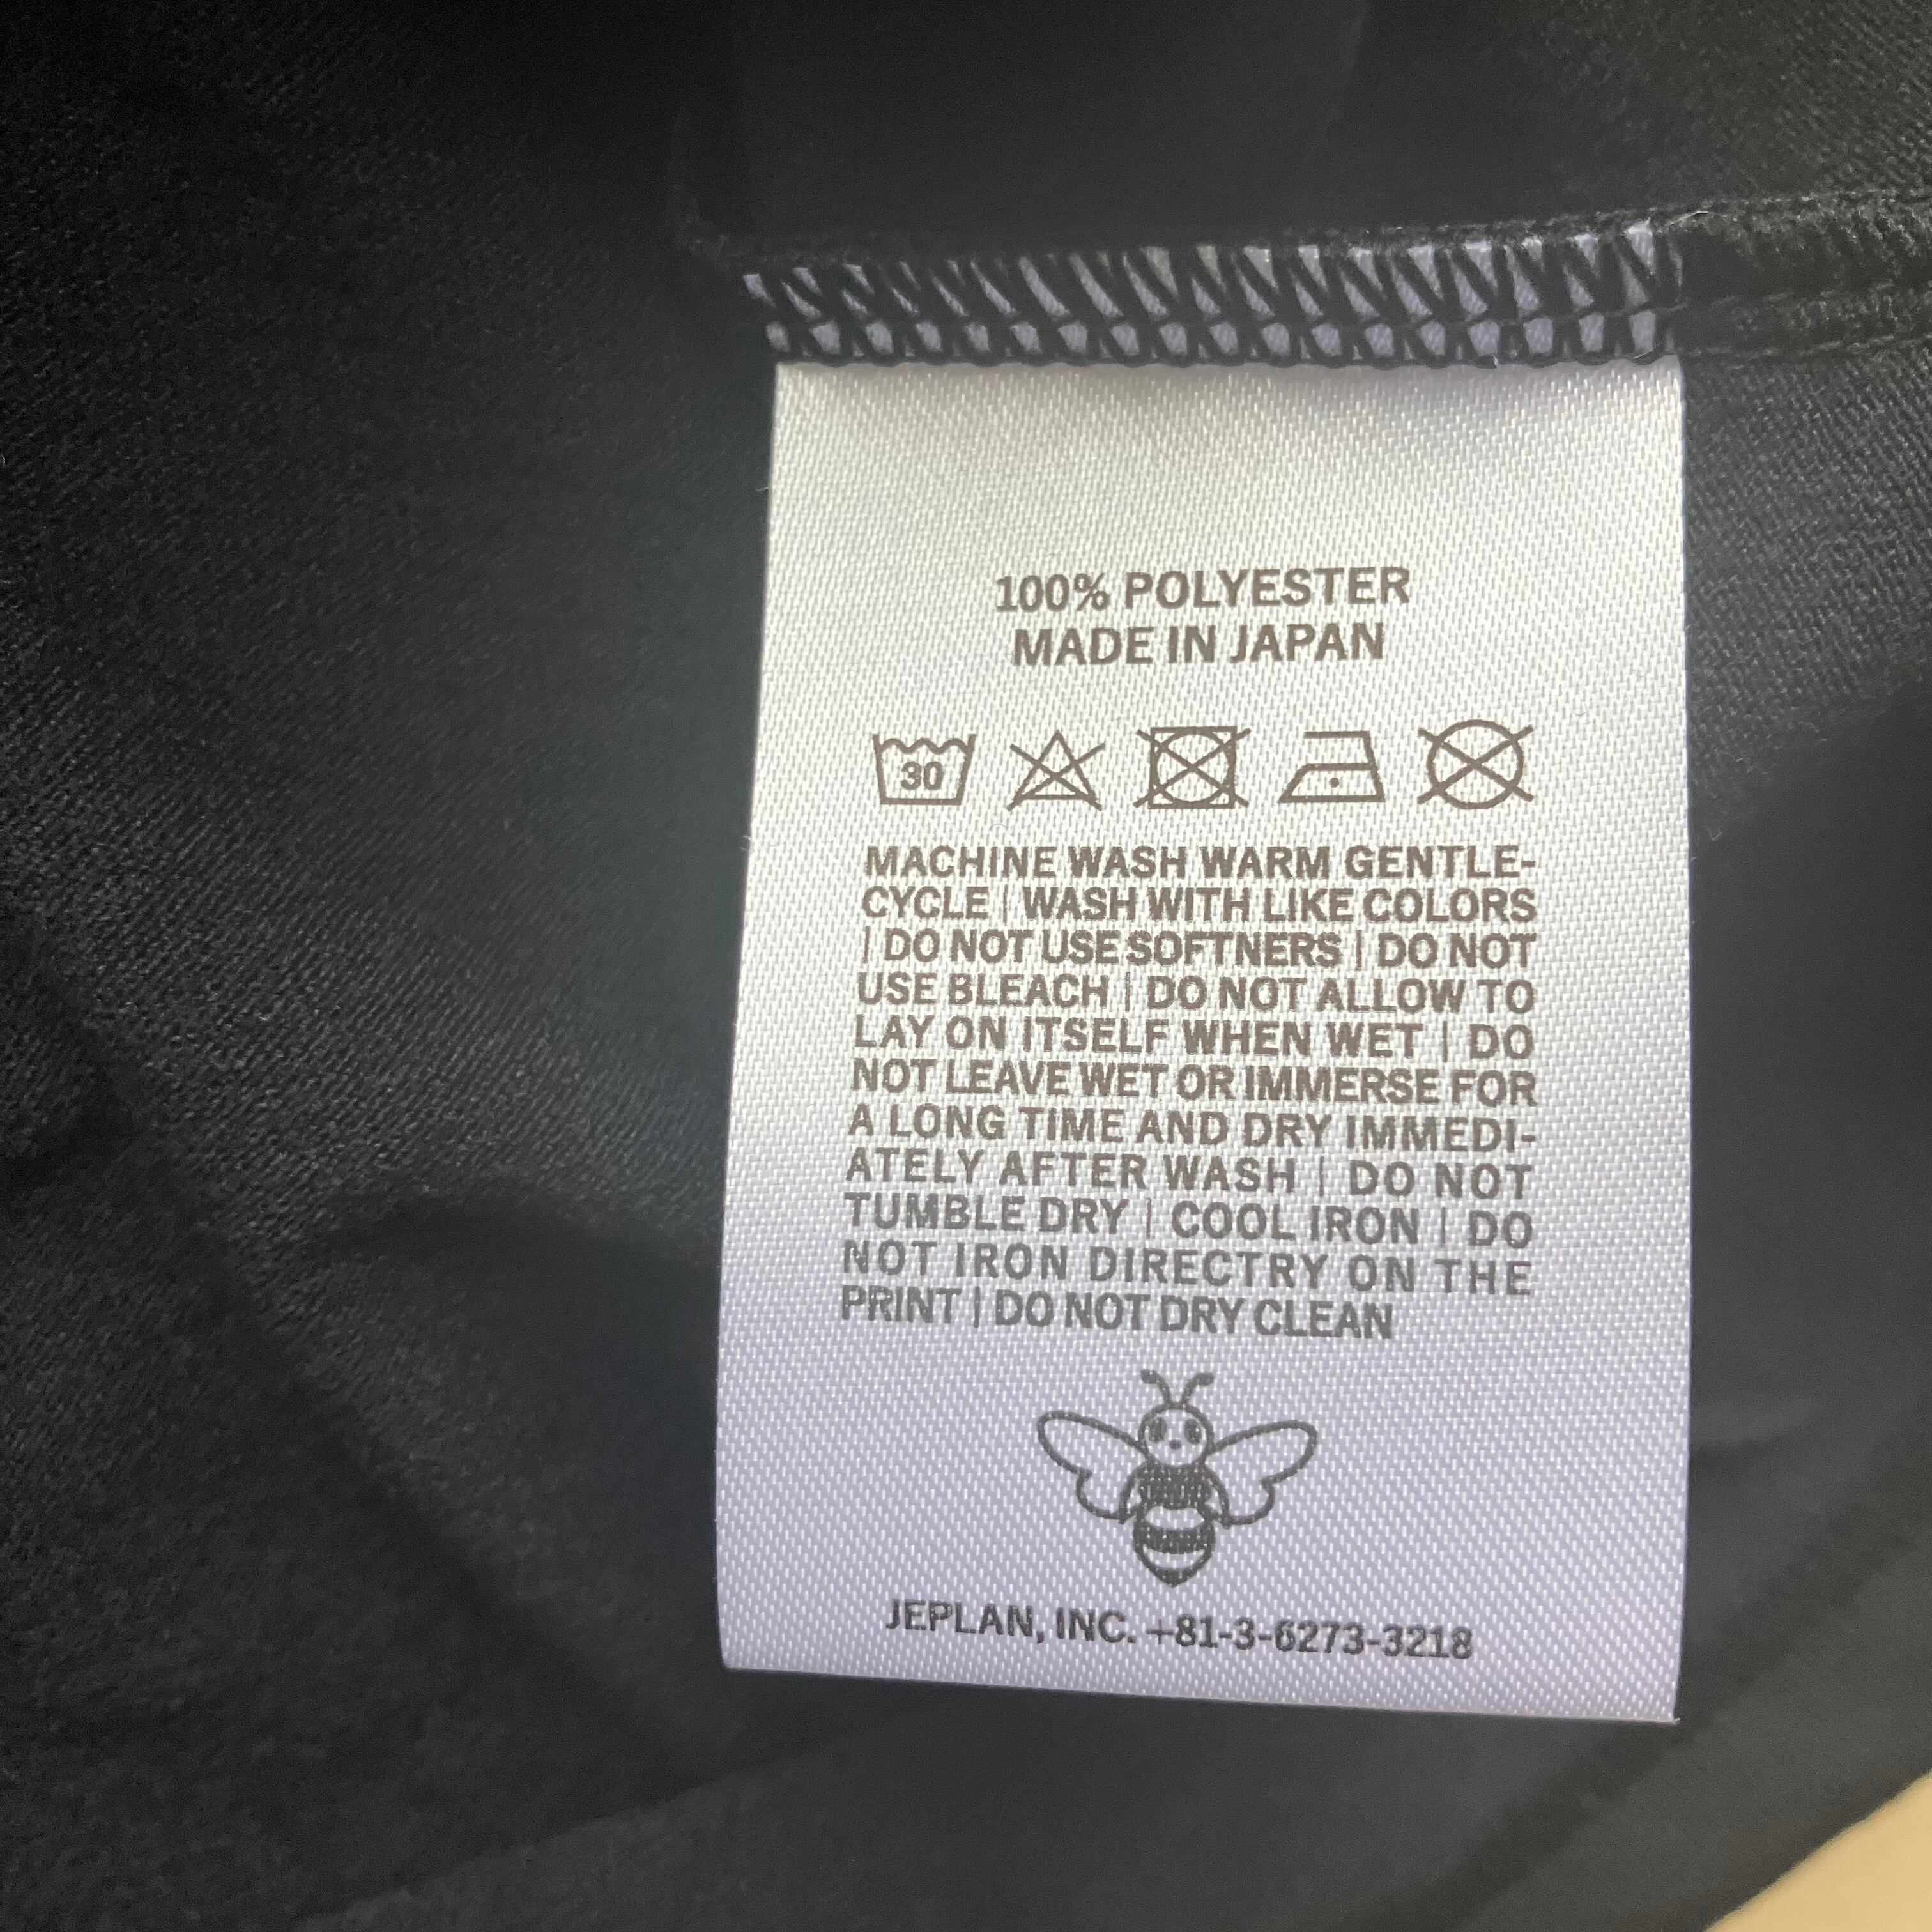 100% POLYESTER
MADE IN JAPAN
30
MACHINE WASH WARM GENTLE-
CYCLE | WASH WITH LIKE COLORS
| DO NOT USE SOFTNERS | DO NOT
USE BLEACH | DO NOT ALLOW TO
LAY ON ITSELF WHEN WET | DO
NOT LEAVE WET OR IMMERSE FOR
A LONG TIME AND DRY IMMEDI-
ATELY AFTER WASH | DO NOT
TUMBLE DRY | COOL IRON | DO
NOT IRON DIRECTRY ON THE
PRINT | DO NOT DRY CLEAN
JEPLAN, INC. +81-3-6273-3218